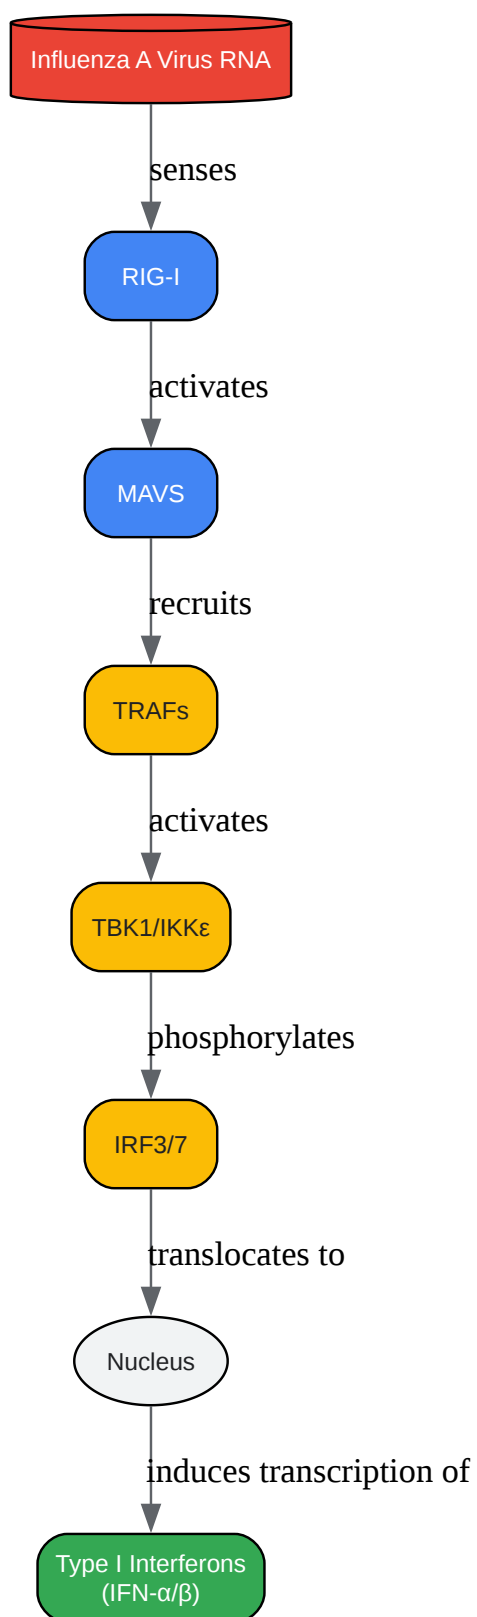 Influenza A Virus RNA
senses
RIG-I
activates
MAVS
recruits
TRAFs
activates
TBK1/IKKε
phosphorylates
IRF3/7
translocates to
Nucleus
induces transcription of
Type I Interferons
(IFN-α/β)